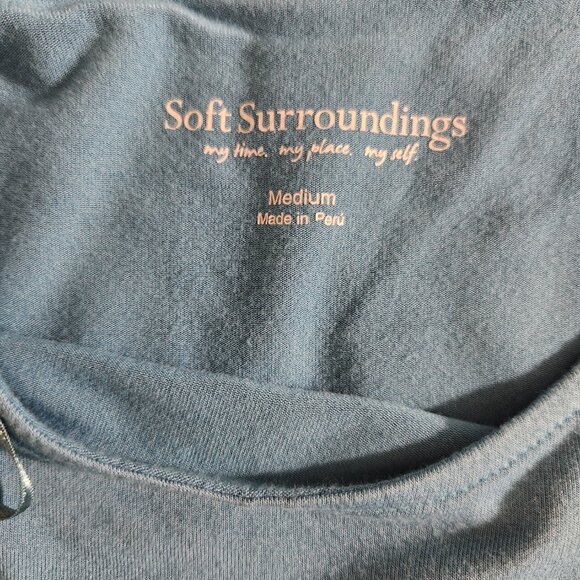 Soft Surroundings
my time. my place. my self.
Medium
Made in Perú